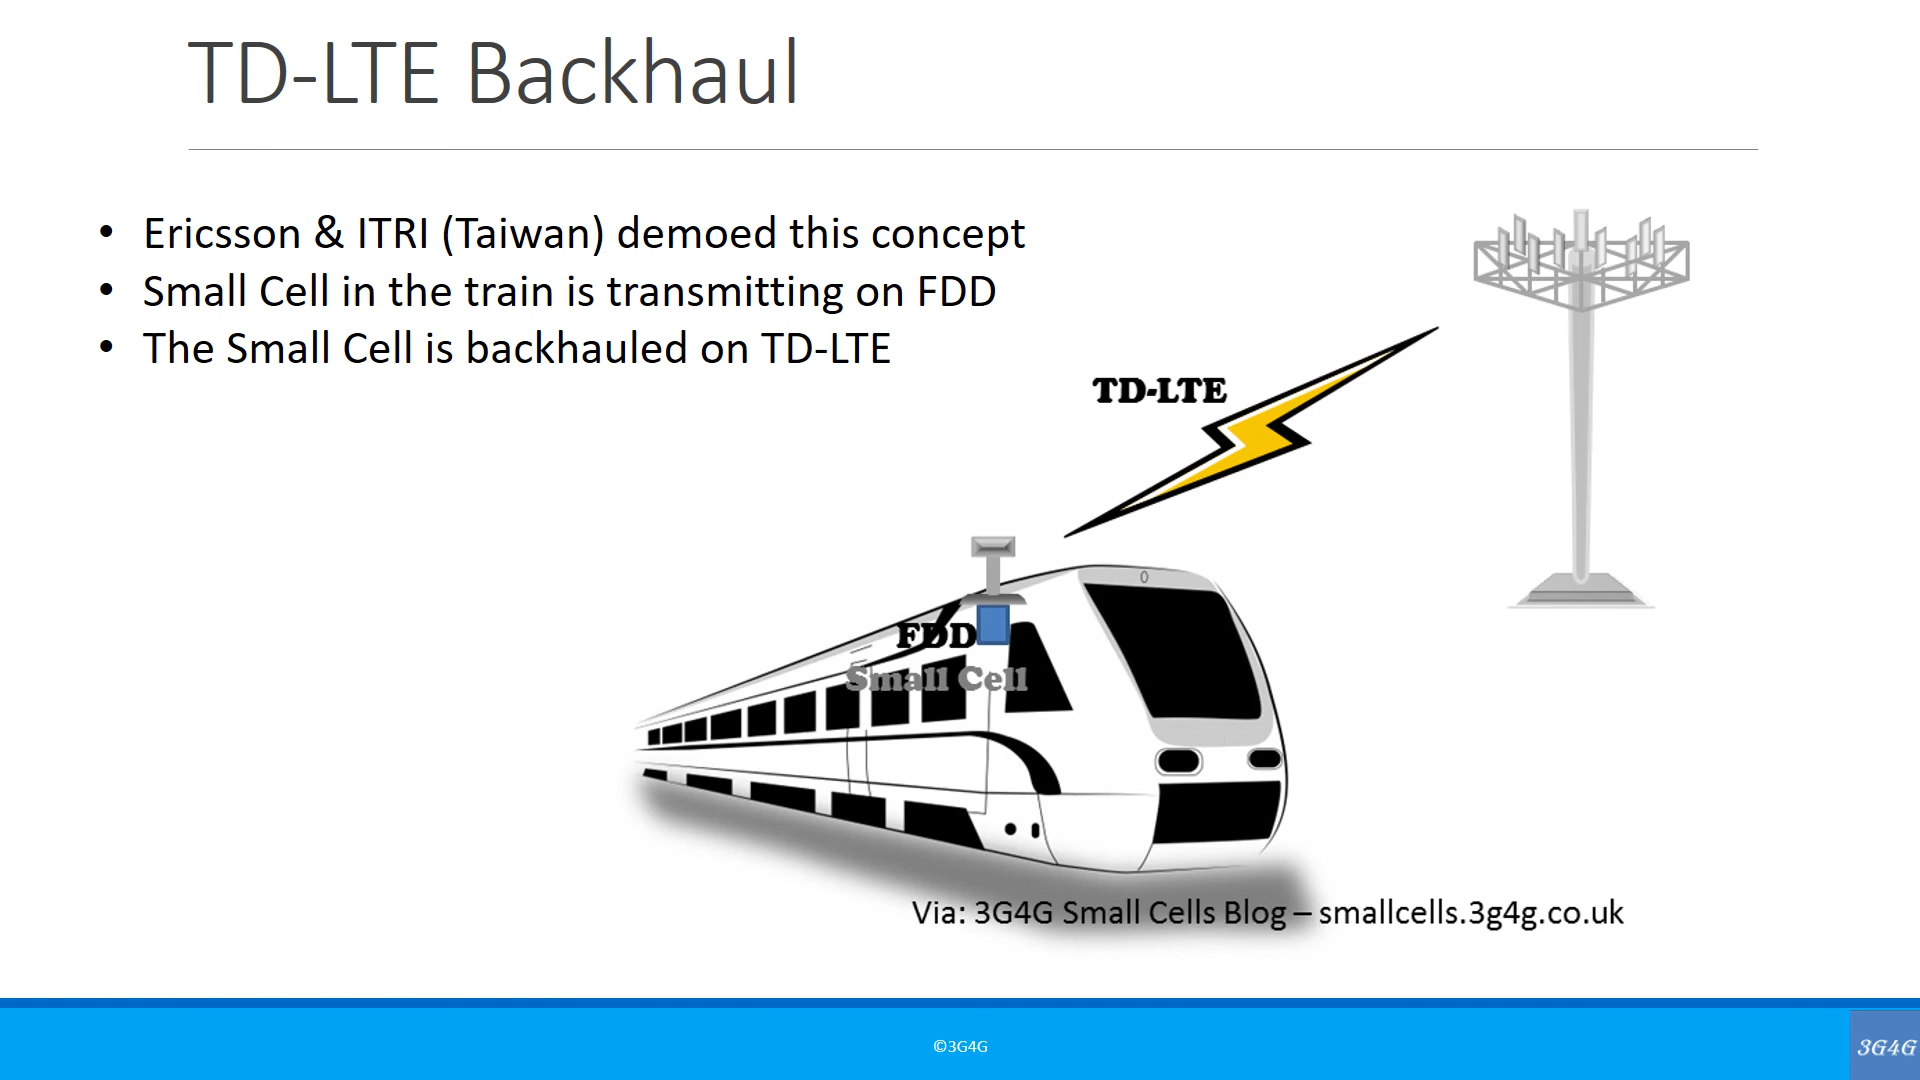 TD-LTE Backhaul
• Ericsson & ITRI (Taiwan) demoed this concept
• Small Cell in the train is transmitting on FDD
• The Small Cell is backhauled on TD-LTE
TD-LTE
FDD
Small Cell
Via: 3G4G Small Cells Blog – smallcells.3g4g.co.uk
©3G4G
3G4G